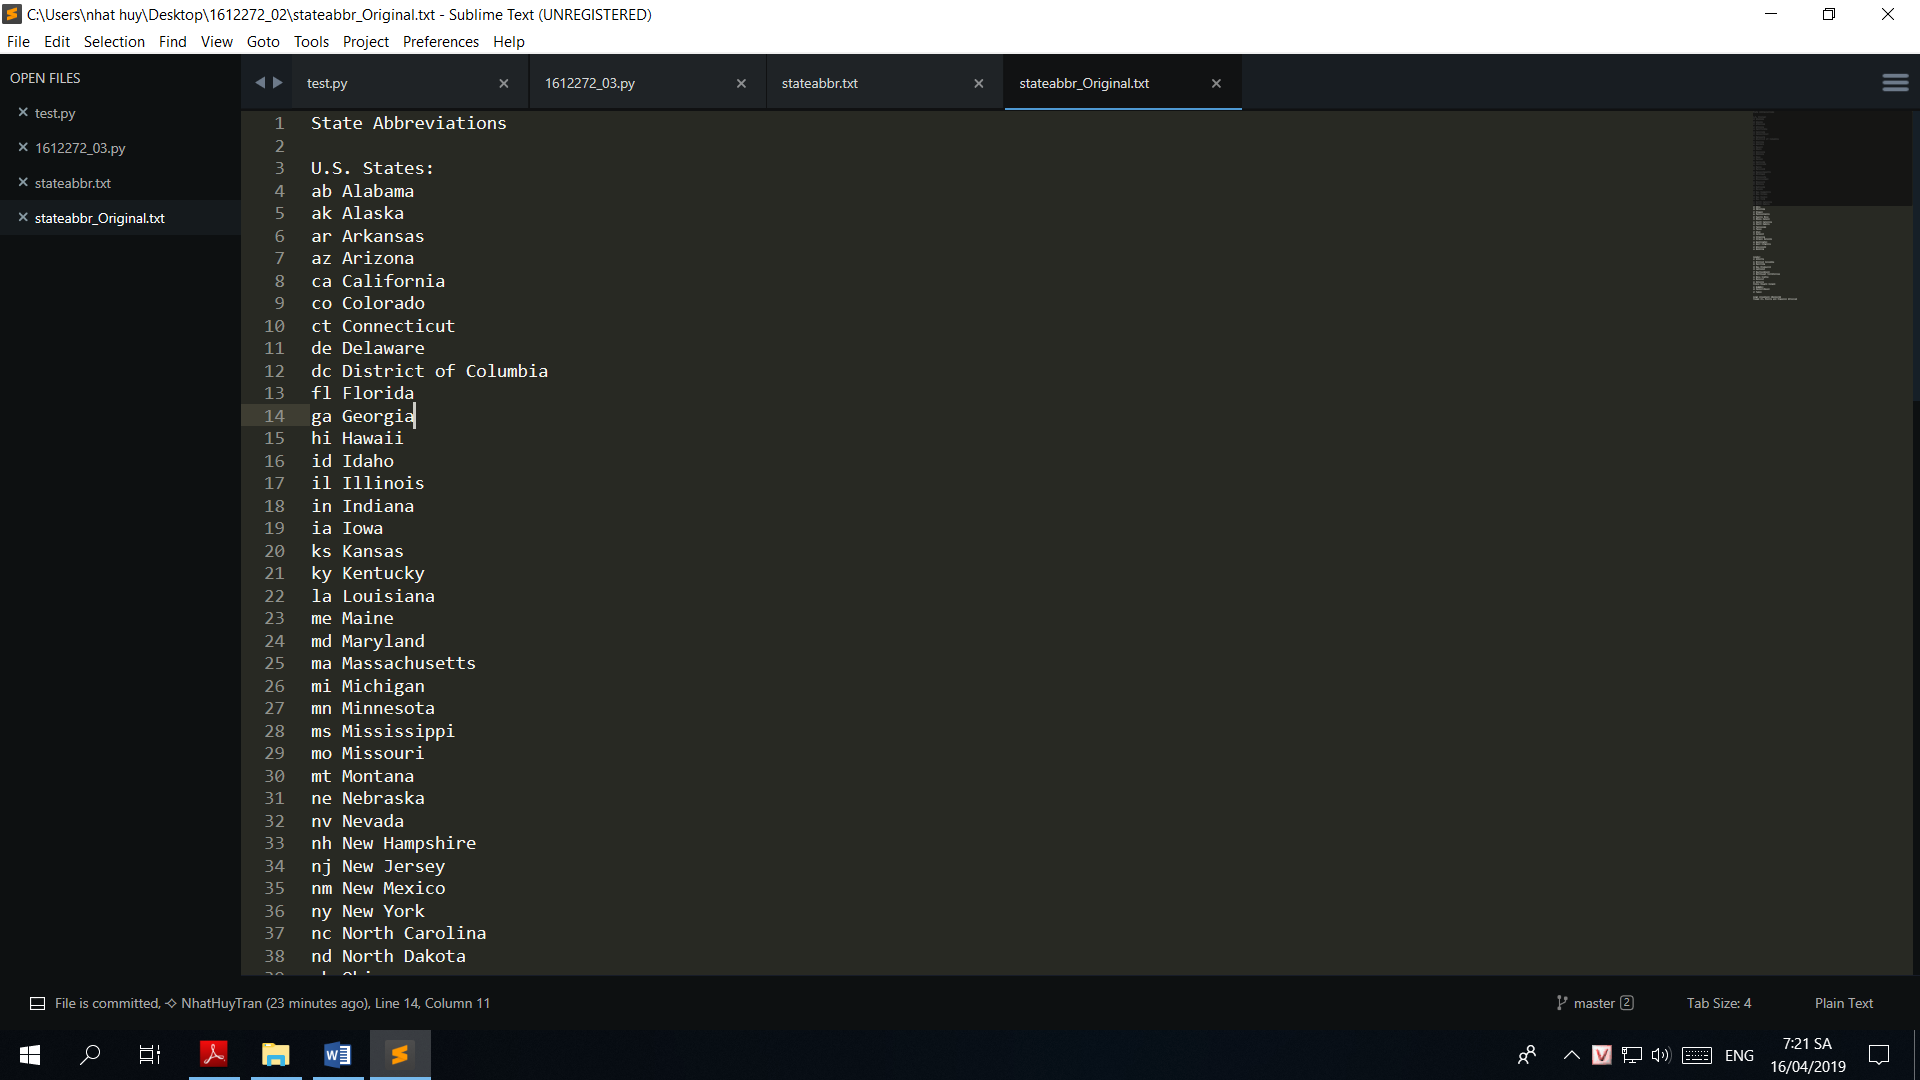 C:\Users\nhat huy\Desktop\1612272_02\stateabbr_Original.txt - Sublime Text (UNREGISTERED)
File Edit Selection Find View Goto Tools Project Preferences Help
OPEN FILES
test.py
1612272_03.py
stateabbr.txt
stateabbr_Original.txt
test.py 1612272_03.py stateabbr.txt stateabbr_Original.txt
1 State Abbreviations
2
3 U.S. States:
4 ab Alabama
5 ak Alaska
6 ar Arkansas
7 az Arizona
8 ca California
9 co Colorado
10 ct Connecticut
11 de Delaware
12 dc District of Columbia
13 fl Florida
14 ga Georgia
15 hi Hawaii
16 id Idaho
17 il Illinois
18 in Indiana
19 ia Iowa
20 ks Kansas
21 ky Kentucky
22 la Louisiana
23 me Maine
24 md Maryland
25 ma Massachusetts
26 mi Michigan
27 mn Minnesota
28 ms Mississippi
29 mo Missouri
30 mt Montana
31 ne Nebraska
32 nv Nevada
33 nh New Hampshire
34 nj New Jersey
35 nm New Mexico
36 ny New York
37 nc North Carolina
38 nd North Dakota
File is committed, NhatHuyTran (23 minutes ago), Line 14, Column 11
master 2 Tab Size: 4 Plain Text
ENG
7:21 SA
16/04/2019